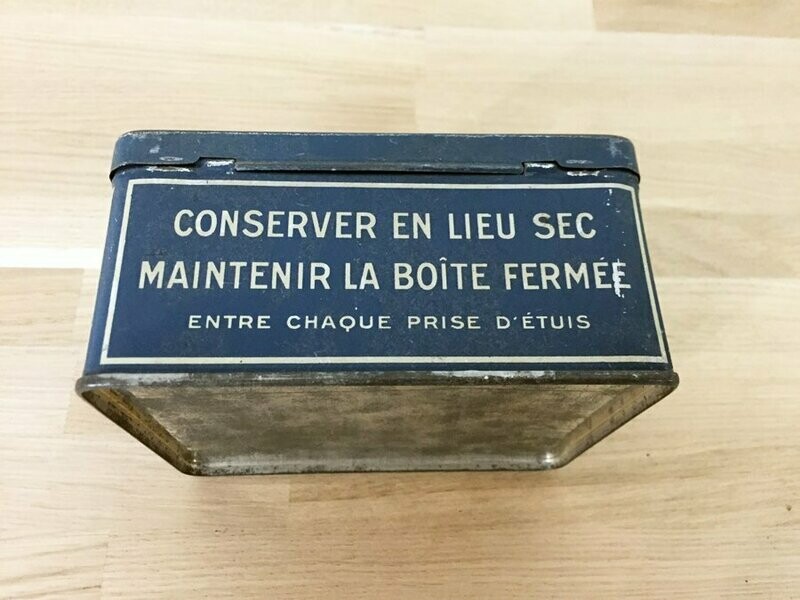 CONSERVER EN LIEU SEC
MAINTENIR LA BOÎTE FERMÉE
ENTRE CHAQUE PRISE D'ÉTUIS